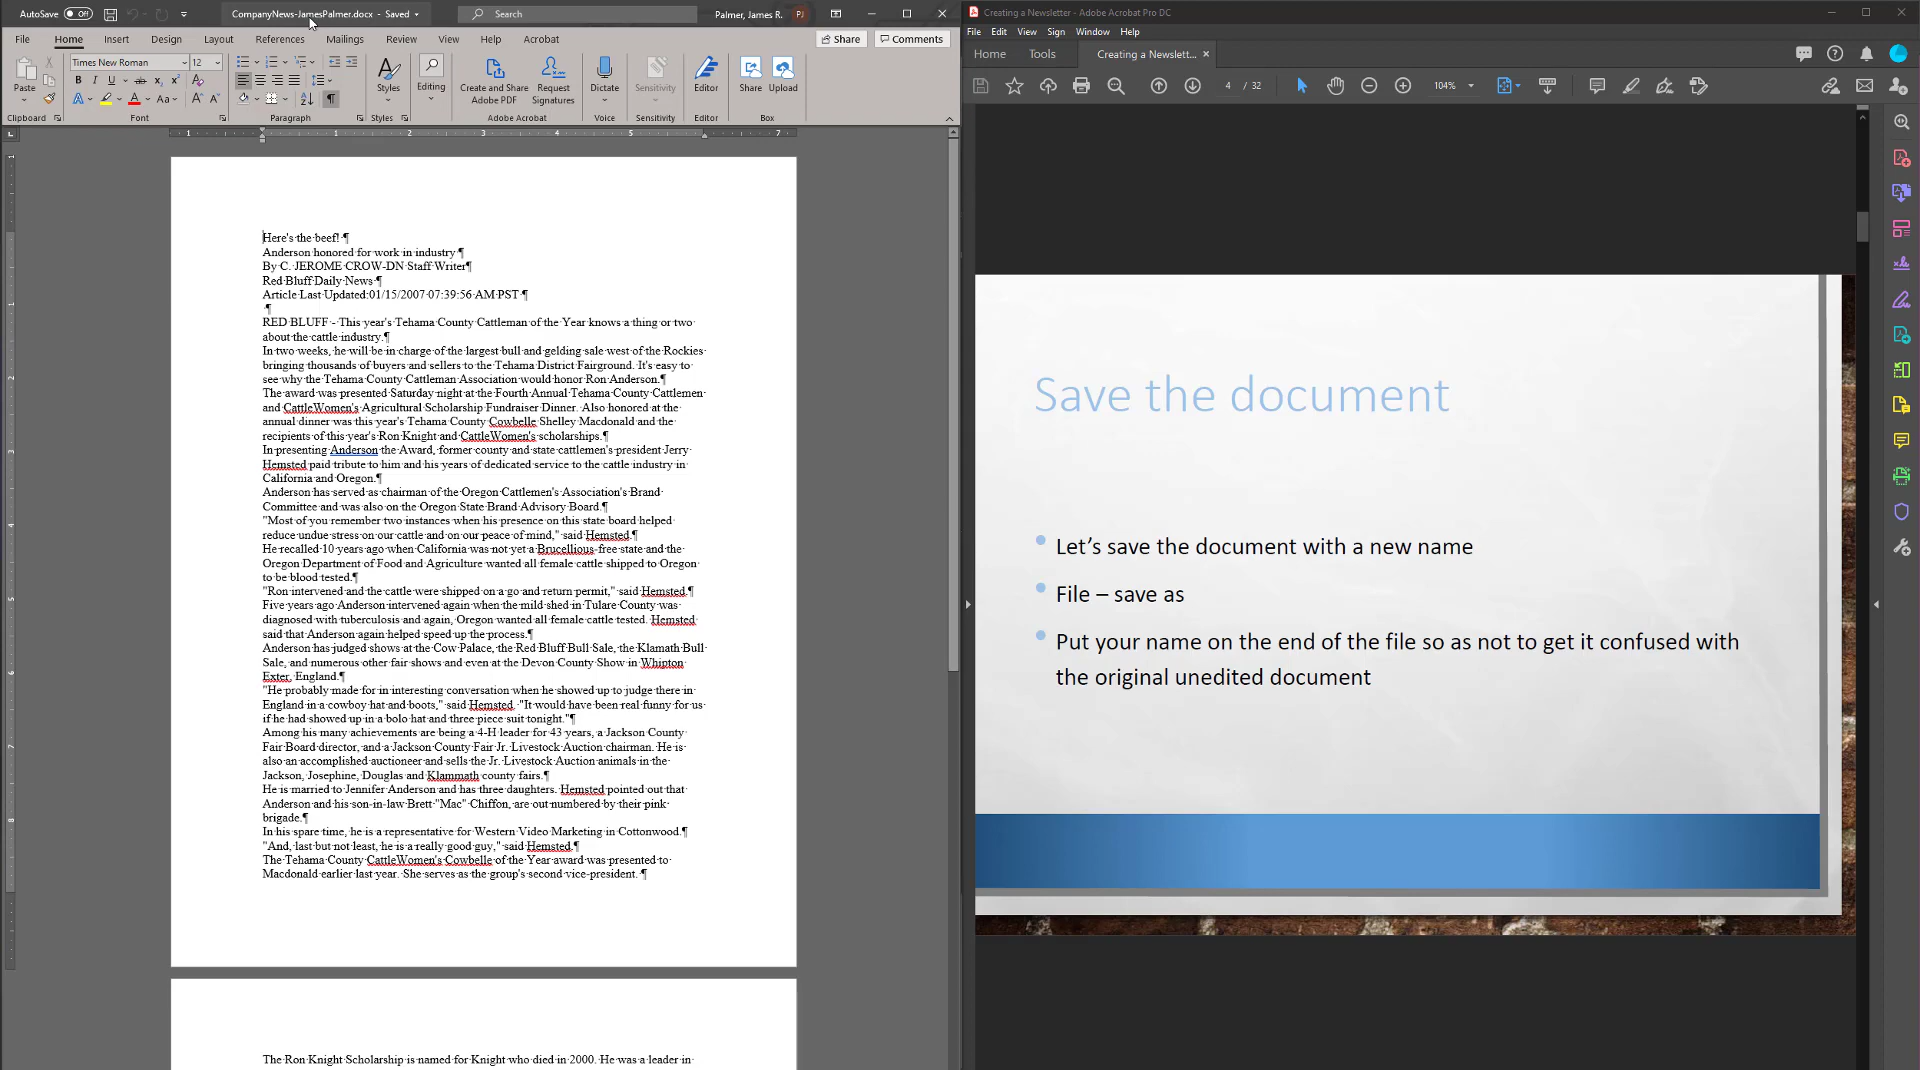 AutoSave Off CompanyNews-JamesPalmer.docx - Saved Search Palmer, James R. PJ
File Home Insert Design Layout References Mailings Review View Help Acrobat Share Comments
Times New Roman 12
Paste Styles Editing Create and Share Adobe PDF Request Signatures Dictate Sensitivity Editor Share Upload
Clipboard Font Paragraph Styles Adobe Acrobat Voice Sensitivity Editor Box
1 1 2 3 4 5 7
Here's the beef! ¶
Anderson honored for work in industry ¶
By C. JEROME CROW-DN Staff Writer¶
Red Bluff Daily News ¶
Article Last Updated:01/15/2007 07:39:56 AM PST ¶
¶
RED BLUFF - This year's Tehama County Cattleman of the Year knows a thing or two
about the cattle industry.¶
In two weeks, he will be in charge of the largest bull and gelding sale west of the Rockies
bringing thousands of buyers and sellers to the Tehama District Fairground. It's easy to
see why the Tehama County Cattleman Association would honor Ron Anderson.¶
The award was presented Saturday night at the Fourth Annual Tehama County Cattlemen
and CattleWomen's Agricultural Scholarship Fundraiser Dinner. Also honored at the
annual dinner was this year's Tehama County Cowbelle Shelley Macdonald and the
recipients of this year's Ron Knight and CattleWomen's scholarships.¶
In presenting Anderson the Award, former county and state cattlemen's president Jerry
Hemsted paid tribute to him and his years of dedicated service to the cattle industry in
California and Oregon.¶
Anderson has served as chairman of the Oregon Cattlemen's Association's Brand
Committee and was also on the Oregon State Brand Advisory Board.¶
"Most of you remember two instances when his presence on this state board helped
reduce undue stress on our cattle and on our peace of mind," said Hemsted.¶
He recalled 10 years ago when California was not yet a Brucellious-free state and the
Oregon Department of Food and Agriculture wanted all female cattle shipped to Oregon
to be blood tested.¶
"Ron intervened and the cattle were shipped on a go and return permit," said Hemsted.¶
Five years ago Anderson intervened again when the mild shed in Tulare County was
diagnosed with tuberculosis and again, Oregon wanted all female cattle tested. Hemsted
said that Anderson again helped speed up the process.¶
Anderson has judged shows at the Cow Palace, the Red Bluff Bull Sale, the Klamath Bull
Sale, and numerous other fair shows and even at the Devon County Show in Whipton
Exter, England.¶
"He probably made for in interesting conversation when he showed up to judge there in
England in a cowboy hat and boots," said Hemsted. "It would have been real funny for us
if he had showed up in a bolo hat and three piece suit tonight."¶
Among his many achievements are being a 4-H leader for 43 years, a Jackson County
Fair Board director, and a Jackson County Fair Jr. Livestock Auction chairman. He is
also an accomplished auctioneer and sells the Jr. Livestock Auction animals in the
Jackson, Josephine, Douglas and Klammath county fairs.¶
He is married to Jennifer Anderson and has three daughters. Hemsted pointed out that
Anderson and his son-in-law Brett "Mac" Chiffon, are out numbered by their pink
brigade.¶
In his spare time, he is a representative for Western Video Marketing in Cottonwood.¶
"And, last but not least, he is a really good guy," said Hemsted.¶
The Tehama County CattleWomen's Cowbelle of the Year award was presented to
Macdonald earlier last year. She serves as the group's second vice-president. ¶
The Ron Knight Scholarship is named for Knight who died in 2000. He was a leader in
Creating a Newsletter - Adobe Acrobat Pro DC
File Edit View Sign Window Help
Home Tools Creating a Newslett... ×
4 / 32 104%
Save the document
• Let's save the document with a new name
• File – save as
• Put your name on the end of the file so as not to get it confused with
the original unedited document